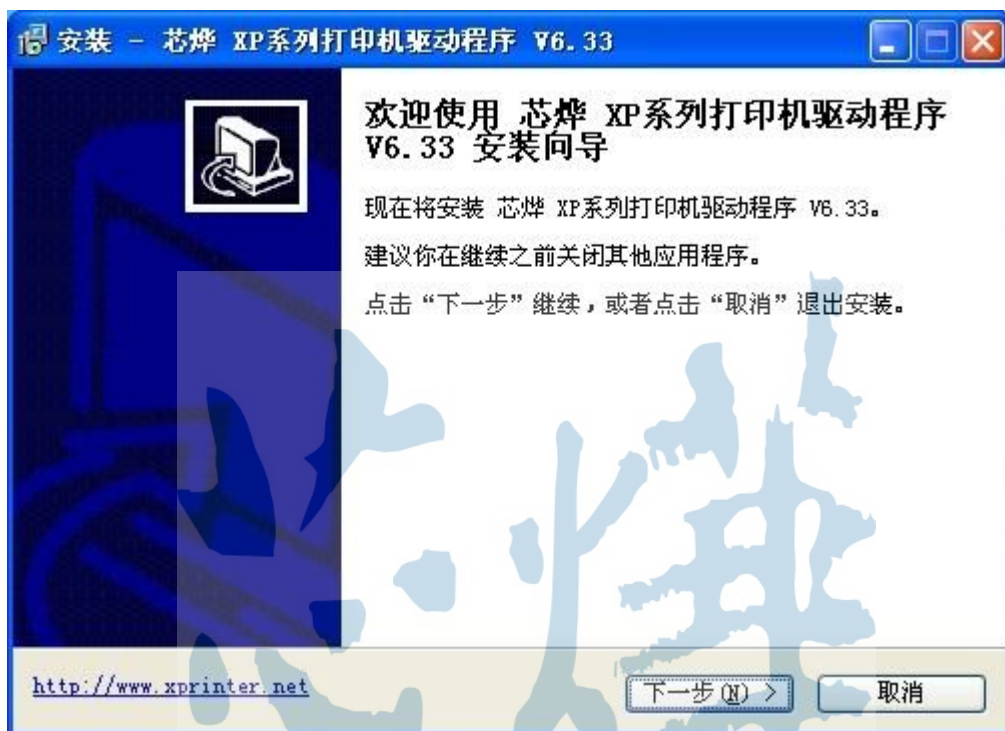 安装 - 芯烨 XP系列打印机驱动程序 V6.33
欢迎使用 芯烨 XP系列打印机驱动程序
V6.33 安装向导
现在将安装 芯烨 XP系列打印机驱动程序 V6.33。
建议你在继续之前关闭其他应用程序。
点击“下一步”继续，或者点击“取消”退出安装。
芯烨
http://www.xprinter.net
下一步(N) >
取消